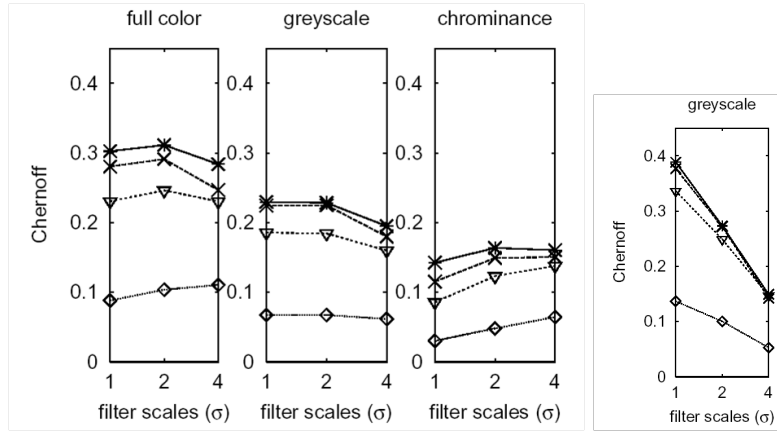 full color greyscale chrominance
0.4 0.4 0.4
0.3 0.3 0.3
0.2 0.2 0.2
0.1 0.1 0.1
0 0 0
Chernoff
1 2 4 1 2 4 1 2 4
filter scales (σ) filter scales (σ) filter scales (σ)
greyscale
0.4
0.3
0.2
0.1
0
Chernoff
1 2 4
filter scales (σ)